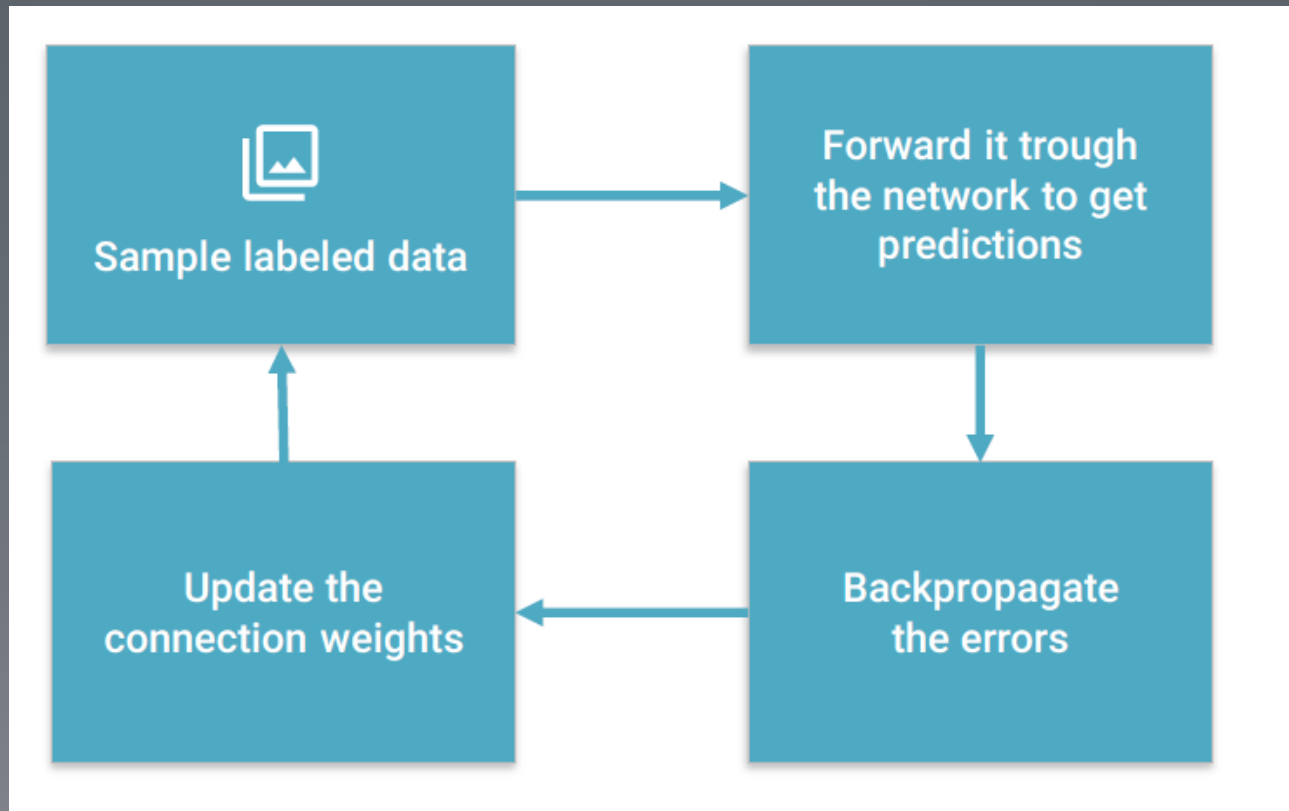 Sample labeled data
Forward it trough
the network to get
predictions
Update the
connection weights
Backpropagate
the errors